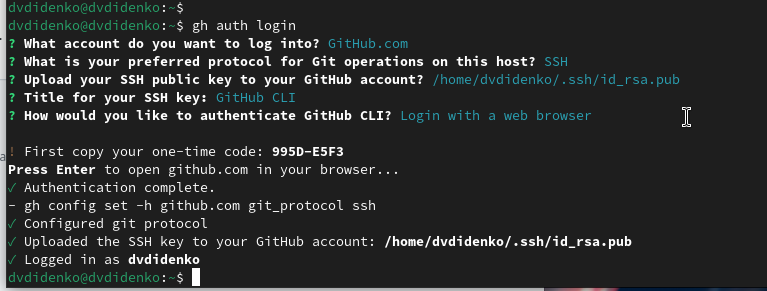 dvdidenko@dvdidenko:~$
dvdidenko@dvdidenko:~$ gh auth login
? What account do you want to log into? GitHub.com
? What is your preferred protocol for Git operations on this host? SSH
? Upload your SSH public key to your GitHub account? /home/dvdidenko/.ssh/id_rsa.pub
? Title for your SSH key: GitHub CLI
? How would you like to authenticate GitHub CLI? Login with a web browser
! First copy your one-time code: 995D-E5F3
Press Enter to open github.com in your browser...
✓ Authentication complete.
- gh config set -h github.com git_protocol ssh
✓ Configured git protocol
✓ Uploaded the SSH key to your GitHub account: /home/dvdidenko/.ssh/id_rsa.pub
✓ Logged in as dvdidenko
dvdidenko@dvdidenko:~$